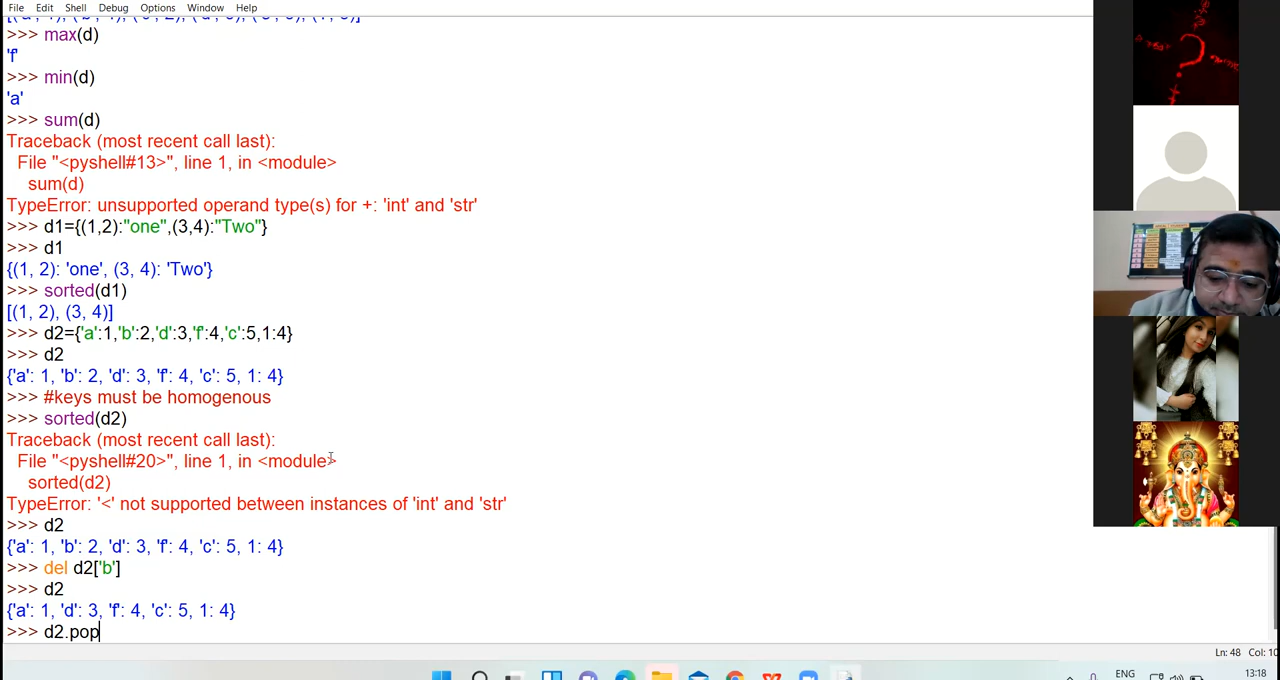 File Edit Shell Debug Options Window Help
>>> max(d)
'f'
>>> min(d)
'a'
>>> sum(d)
Traceback (most recent call last):
File "<pyshell#13>", line 1, in <module>
sum(d)
TypeError: unsupported operand type(s) for +: 'int' and 'str'
>>> d1={(1,2):"one",(3,4):"Two"}
>>> d1
{(1, 2): 'one', (3, 4): 'Two'}
>>> sorted(d1)
[(1, 2), (3, 4)]
>>> d2={'a':1,'b':2,'d':3,'f':4,'c':5,1:4}
>>> d2
{'a': 1, 'b': 2, 'd': 3, 'f': 4, 'c': 5, 1: 4}
>>> #keys must be homogenous
>>> sorted(d2)
Traceback (most recent call last):
File "<pyshell#20>", line 1, in <module>
sorted(d2)
TypeError: '<' not supported between instances of 'int' and 'str'
>>> d2
{'a': 1, 'b': 2, 'd': 3, 'f': 4, 'c': 5, 1: 4}
>>> del d2['b']
>>> d2
{'a': 1, 'd': 3, 'f': 4, 'c': 5, 1: 4}
>>> d2.pop
Ln: 48 Col: 10
ENG
13:18